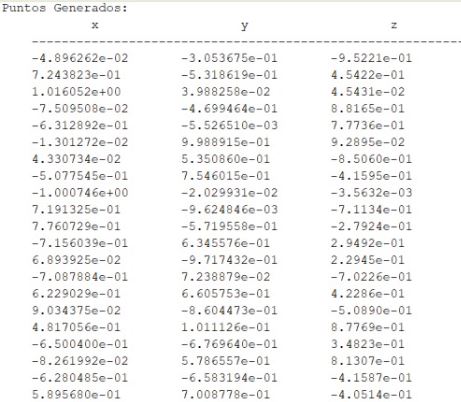 Puntos Generados:
x y z
--------------------------------------------------------------
-4.896262e-02 -3.053675e-01 -9.5221e-01
7.243823e-01 -5.318619e-01 4.5422e-01
1.016052e+00 3.988258e-02 4.5431e-02
-7.509508e-02 -4.699464e-01 8.8165e-01
-6.312892e-01 -5.526510e-03 7.7736e-01
-1.301272e-02 9.988915e-01 9.2895e-02
4.330734e-02 5.350860e-01 -8.5060e-01
-5.077545e-01 7.546015e-01 -4.1595e-01
-1.000746e+00 -2.029931e-02 -3.5632e-03
7.191325e-01 -9.624846e-03 -7.1134e-01
7.760729e-01 -5.719558e-01 -2.7924e-01
-7.156039e-01 6.345576e-01 2.9492e-01
6.893925e-02 -9.717432e-01 2.2945e-01
-7.087884e-01 7.238879e-02 -7.0226e-01
6.229029e-01 6.605753e-01 4.2286e-01
9.034375e-02 -8.604473e-01 -5.0890e-01
4.817056e-01 1.011126e-01 8.7769e-01
-6.500400e-01 -6.769640e-01 3.4823e-01
-8.261992e-02 5.786557e-01 8.1307e-01
-6.280485e-01 -6.583194e-01 -4.1587e-01
5.895680e-01 7.008778e-01 -4.0514e-01